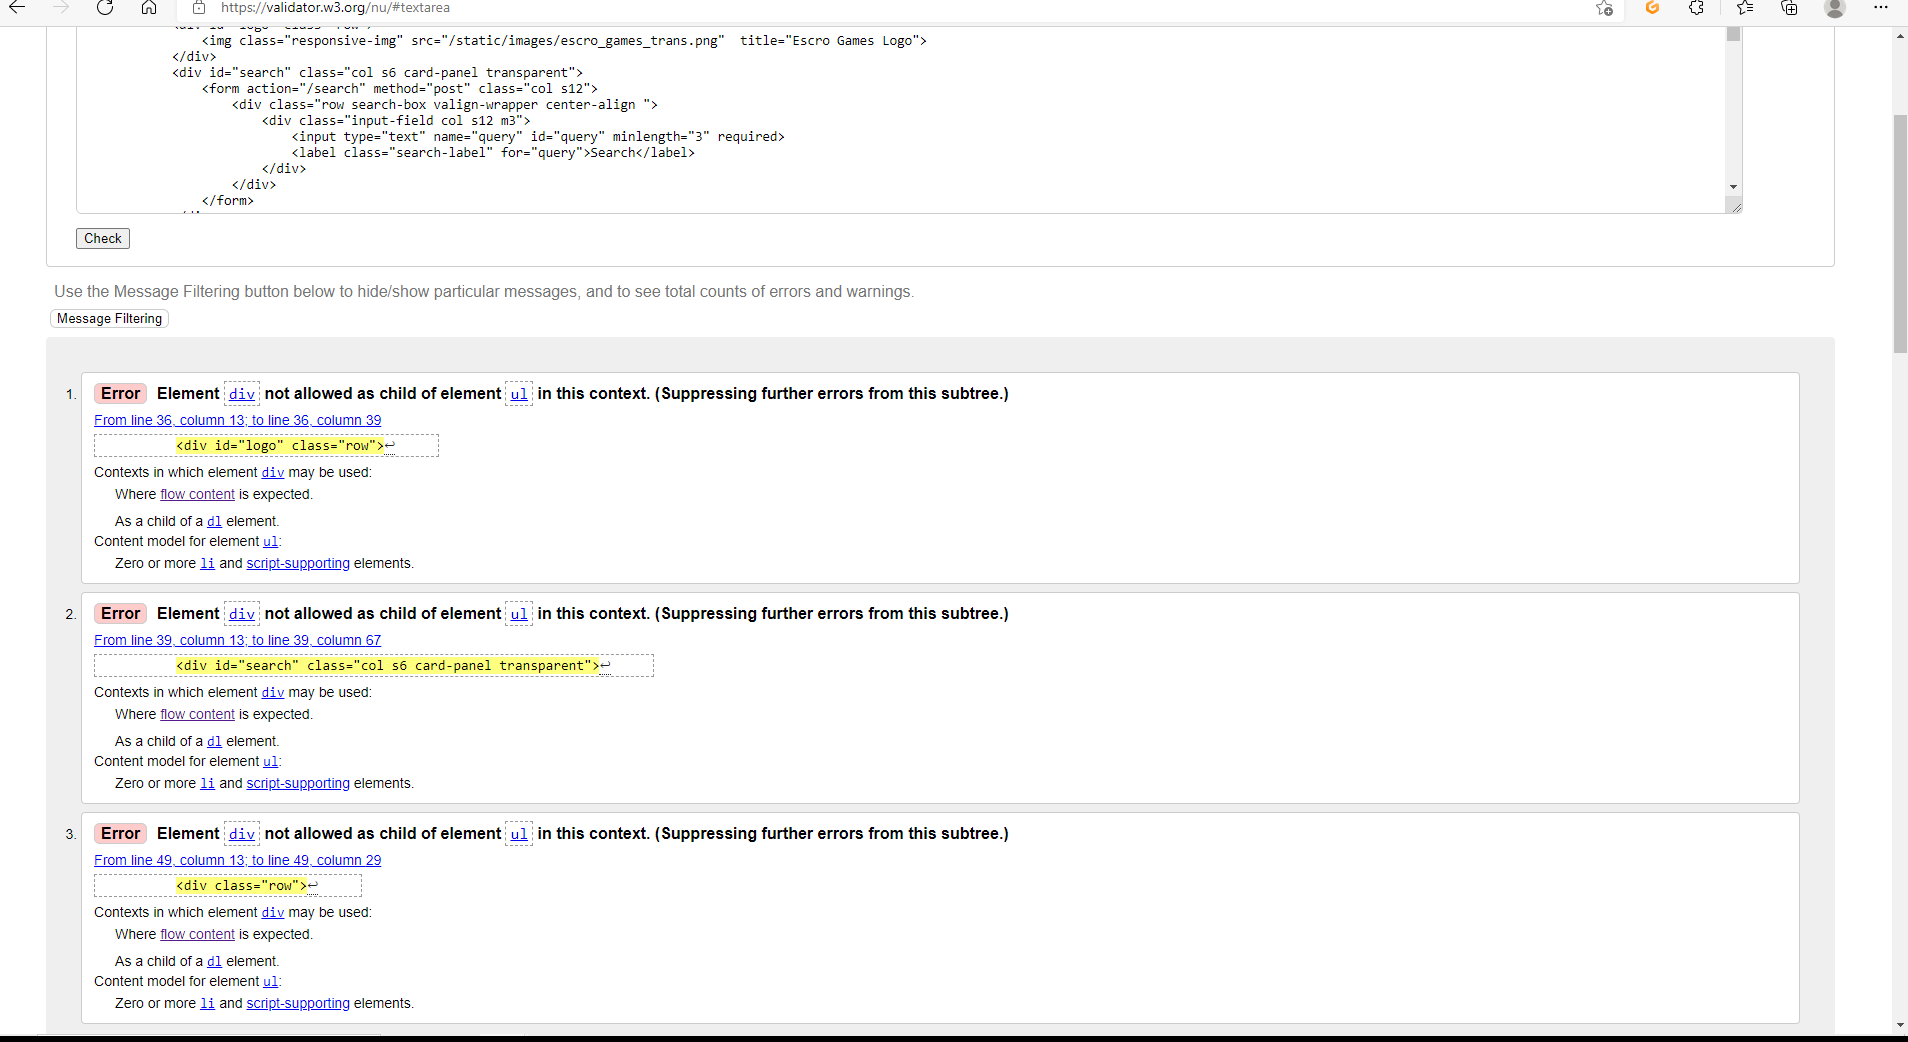 https://validator.w3.org/nu/#textarea
<img class="responsive-img" src="/static/images/escro_games_trans.png"  title="Escro Games Logo">
</div>
<div id="search" class="col s6 card-panel transparent">
<form action="/search" method="post" class="col s12">
<div class="row search-box valign-wrapper center-align ">
<div class="input-field col s12 m3">
<input type="text" name="query" id="query" minlength="3" required>
<label class="search-label" for="query">Search</label>
</div>
</div>
</form>
Check
Use the Message Filtering button below to hide/show particular messages, and to see total counts of errors and warnings.
Message Filtering
1. Error Element div not allowed as child of element ul in this context. (Suppressing further errors from this subtree.)
From line 36, column 13; to line 36, column 39
<div id="logo" class="row">↩
Contexts in which element div may be used:
Where flow content is expected.
As a child of a dl element.
Content model for element ul:
Zero or more li and script-supporting elements.
2. Error Element div not allowed as child of element ul in this context. (Suppressing further errors from this subtree.)
From line 39, column 13; to line 39, column 67
<div id="search" class="col s6 card-panel transparent">↩
Contexts in which element div may be used:
Where flow content is expected.
As a child of a dl element.
Content model for element ul:
Zero or more li and script-supporting elements.
3. Error Element div not allowed as child of element ul in this context. (Suppressing further errors from this subtree.)
From line 49, column 13; to line 49, column 29
<div class="row">↩
Contexts in which element div may be used:
Where flow content is expected.
As a child of a dl element.
Content model for element ul:
Zero or more li and script-supporting elements.